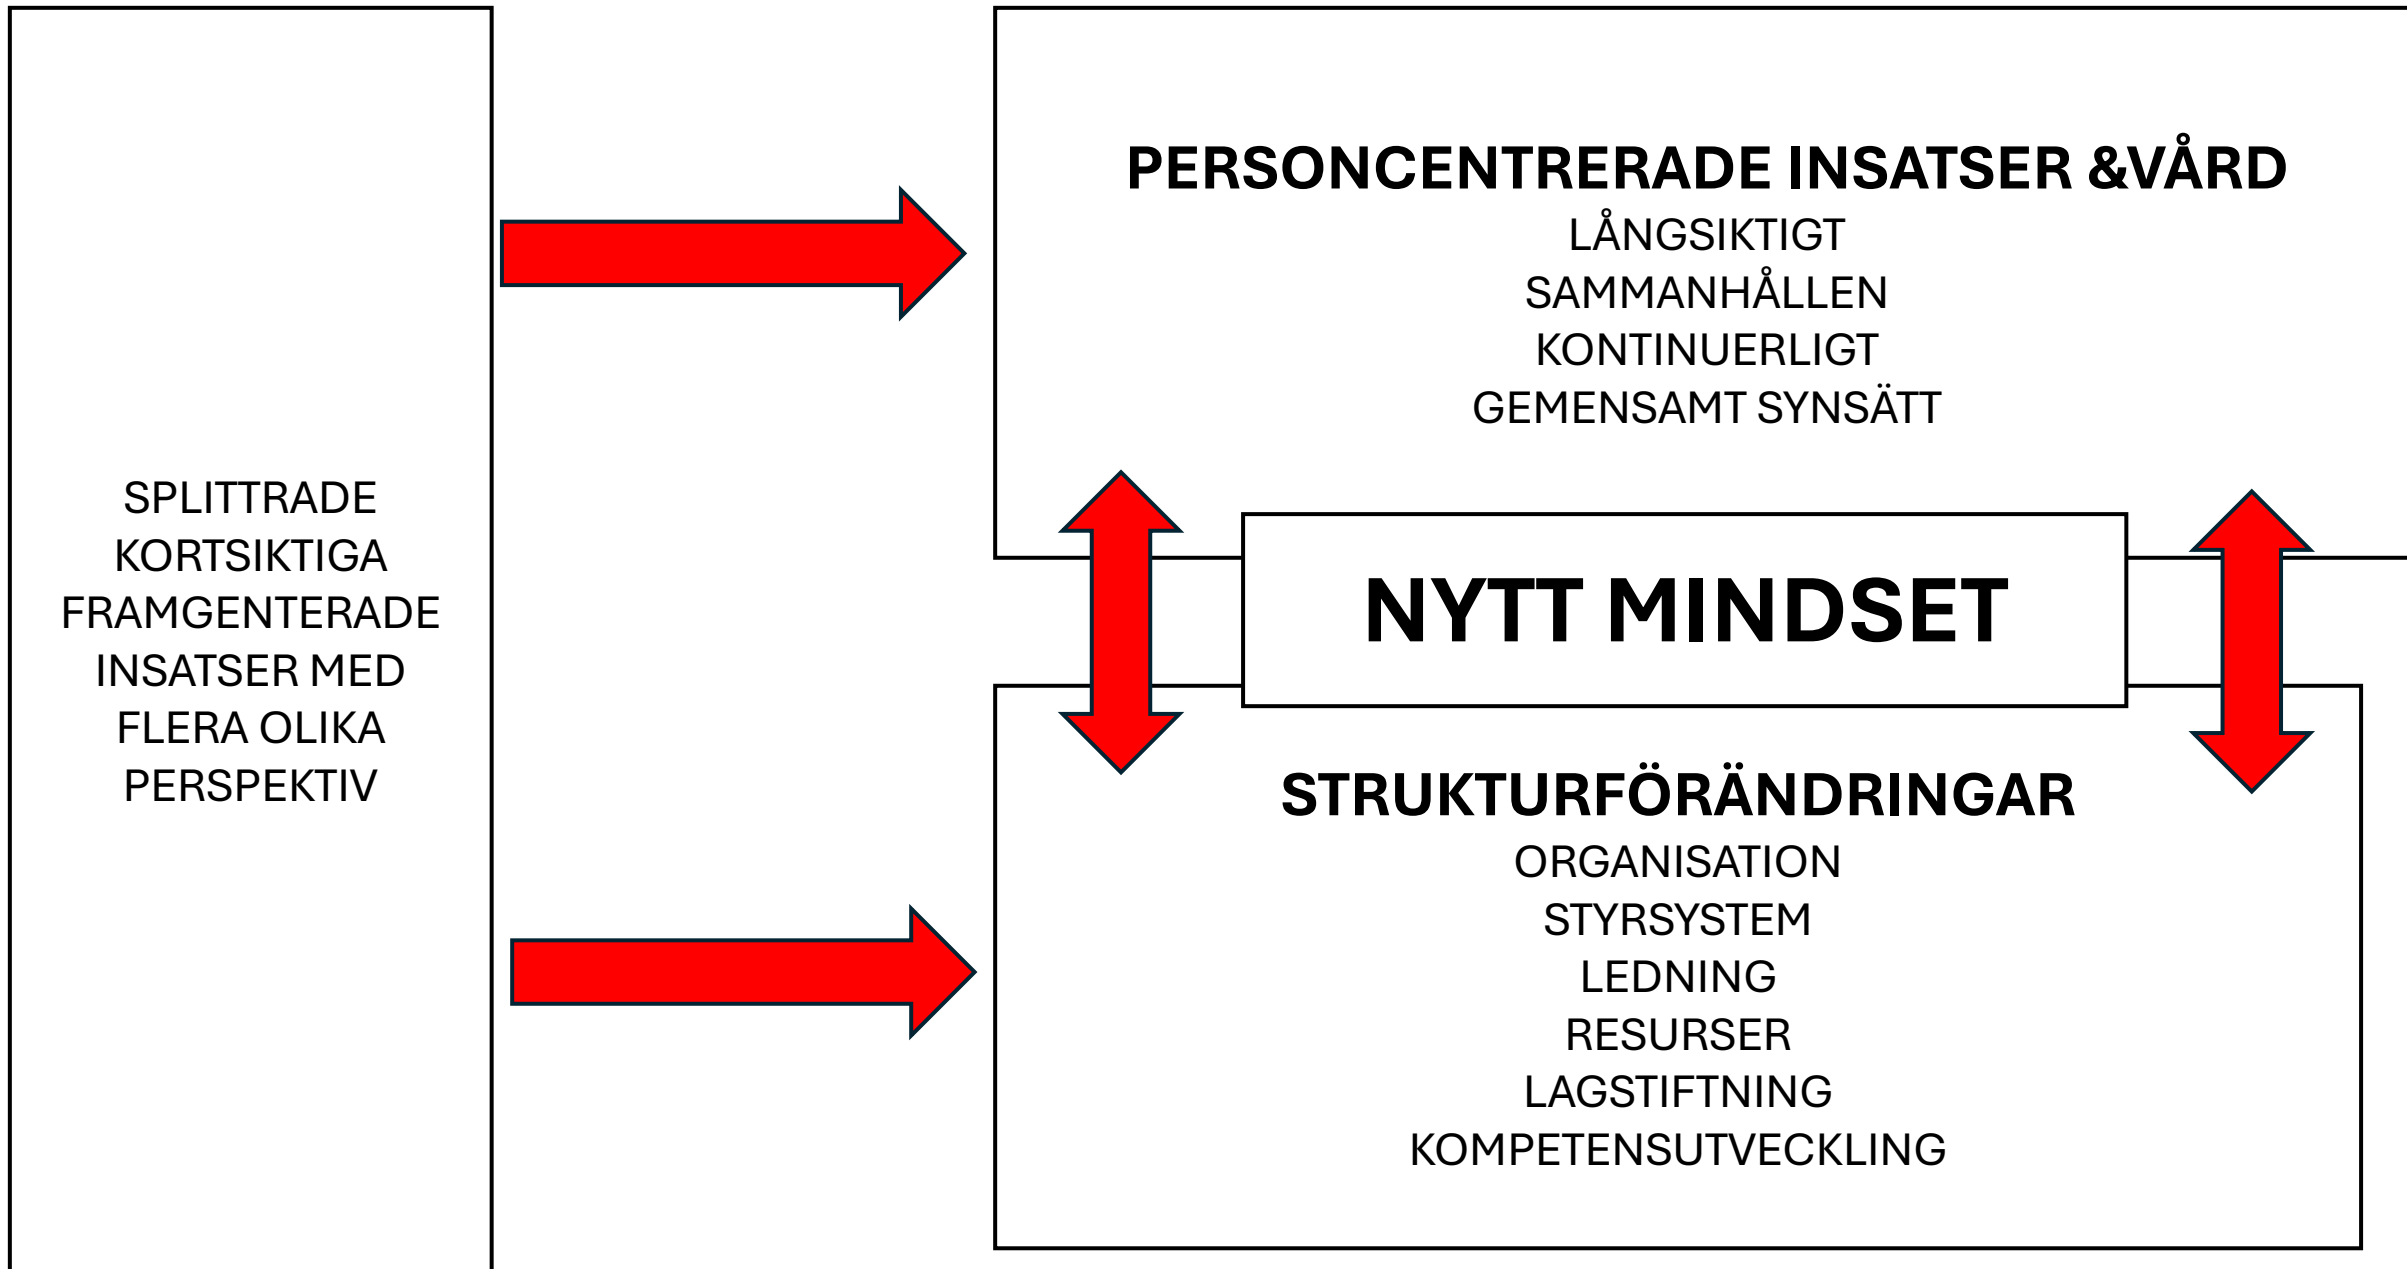 SPLITTRADE
KORTSIKTIGA
FRAMGENTERADE
INSATSER MED
FLERA OLIKA
PERSPEKTIV
PERSONCENTRERADE INSATSER &VÅRD
LÅNGSIKTIGT
SAMMANHÅLLEN
KONTINUERLIGT
GEMENSAMT SYNSÄTT
NYTT MINDSET
STRUKTURFÖRÄNDRINGAR
ORGANISATION
STYRSYSTEM
LEDNING
RESURSER
LAGSTIFTNING
KOMPETENSUTVECKLING